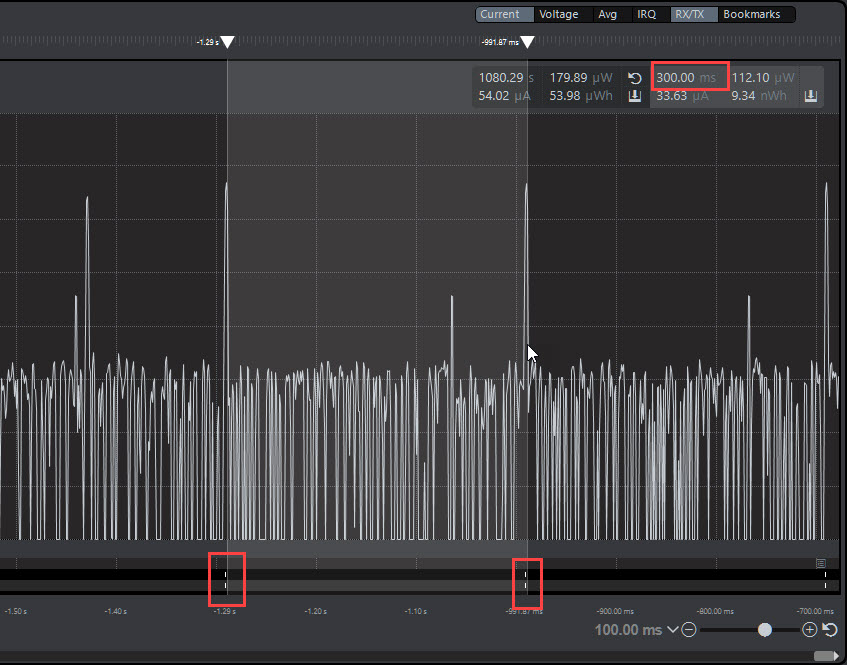 Current Voltage Avg IRQ RX/TX Bookmarks
-1.29 s -991.87 ms
1080.29 s 179.89 µW 300.00 ms 112.10 µW
54.02 µA 53.98 µWh 33.63 µA 9.34 nWh
-1.50 s -1.40 s -1.29 s -1.20 s -1.10 s -991.87 ms -900.00 ms -800.00 ms -700.00 ms
100.00 ms